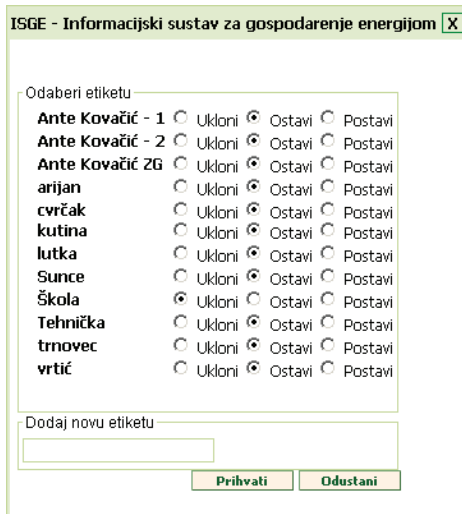 ISGE - Informacijski sustav za gospodarenje energijom X
Odaberi etiketu
Ante Kovačić - 1 Ukloni Ostavi Postavi
Ante Kovačić - 2 Ukloni Ostavi Postavi
Ante Kovačić ZG Ukloni Ostavi Postavi
arijan Ukloni Ostavi Postavi
cvrčak Ukloni Ostavi Postavi
kutina Ukloni Ostavi Postavi
lutka Ukloni Ostavi Postavi
Sunce Ukloni Ostavi Postavi
Škola Ukloni Ostavi Postavi
Tehnička Ukloni Ostavi Postavi
trnovec Ukloni Ostavi Postavi
vrtić Ukloni Ostavi Postavi
Dodaj novu etiketu
Prihvati Odustani